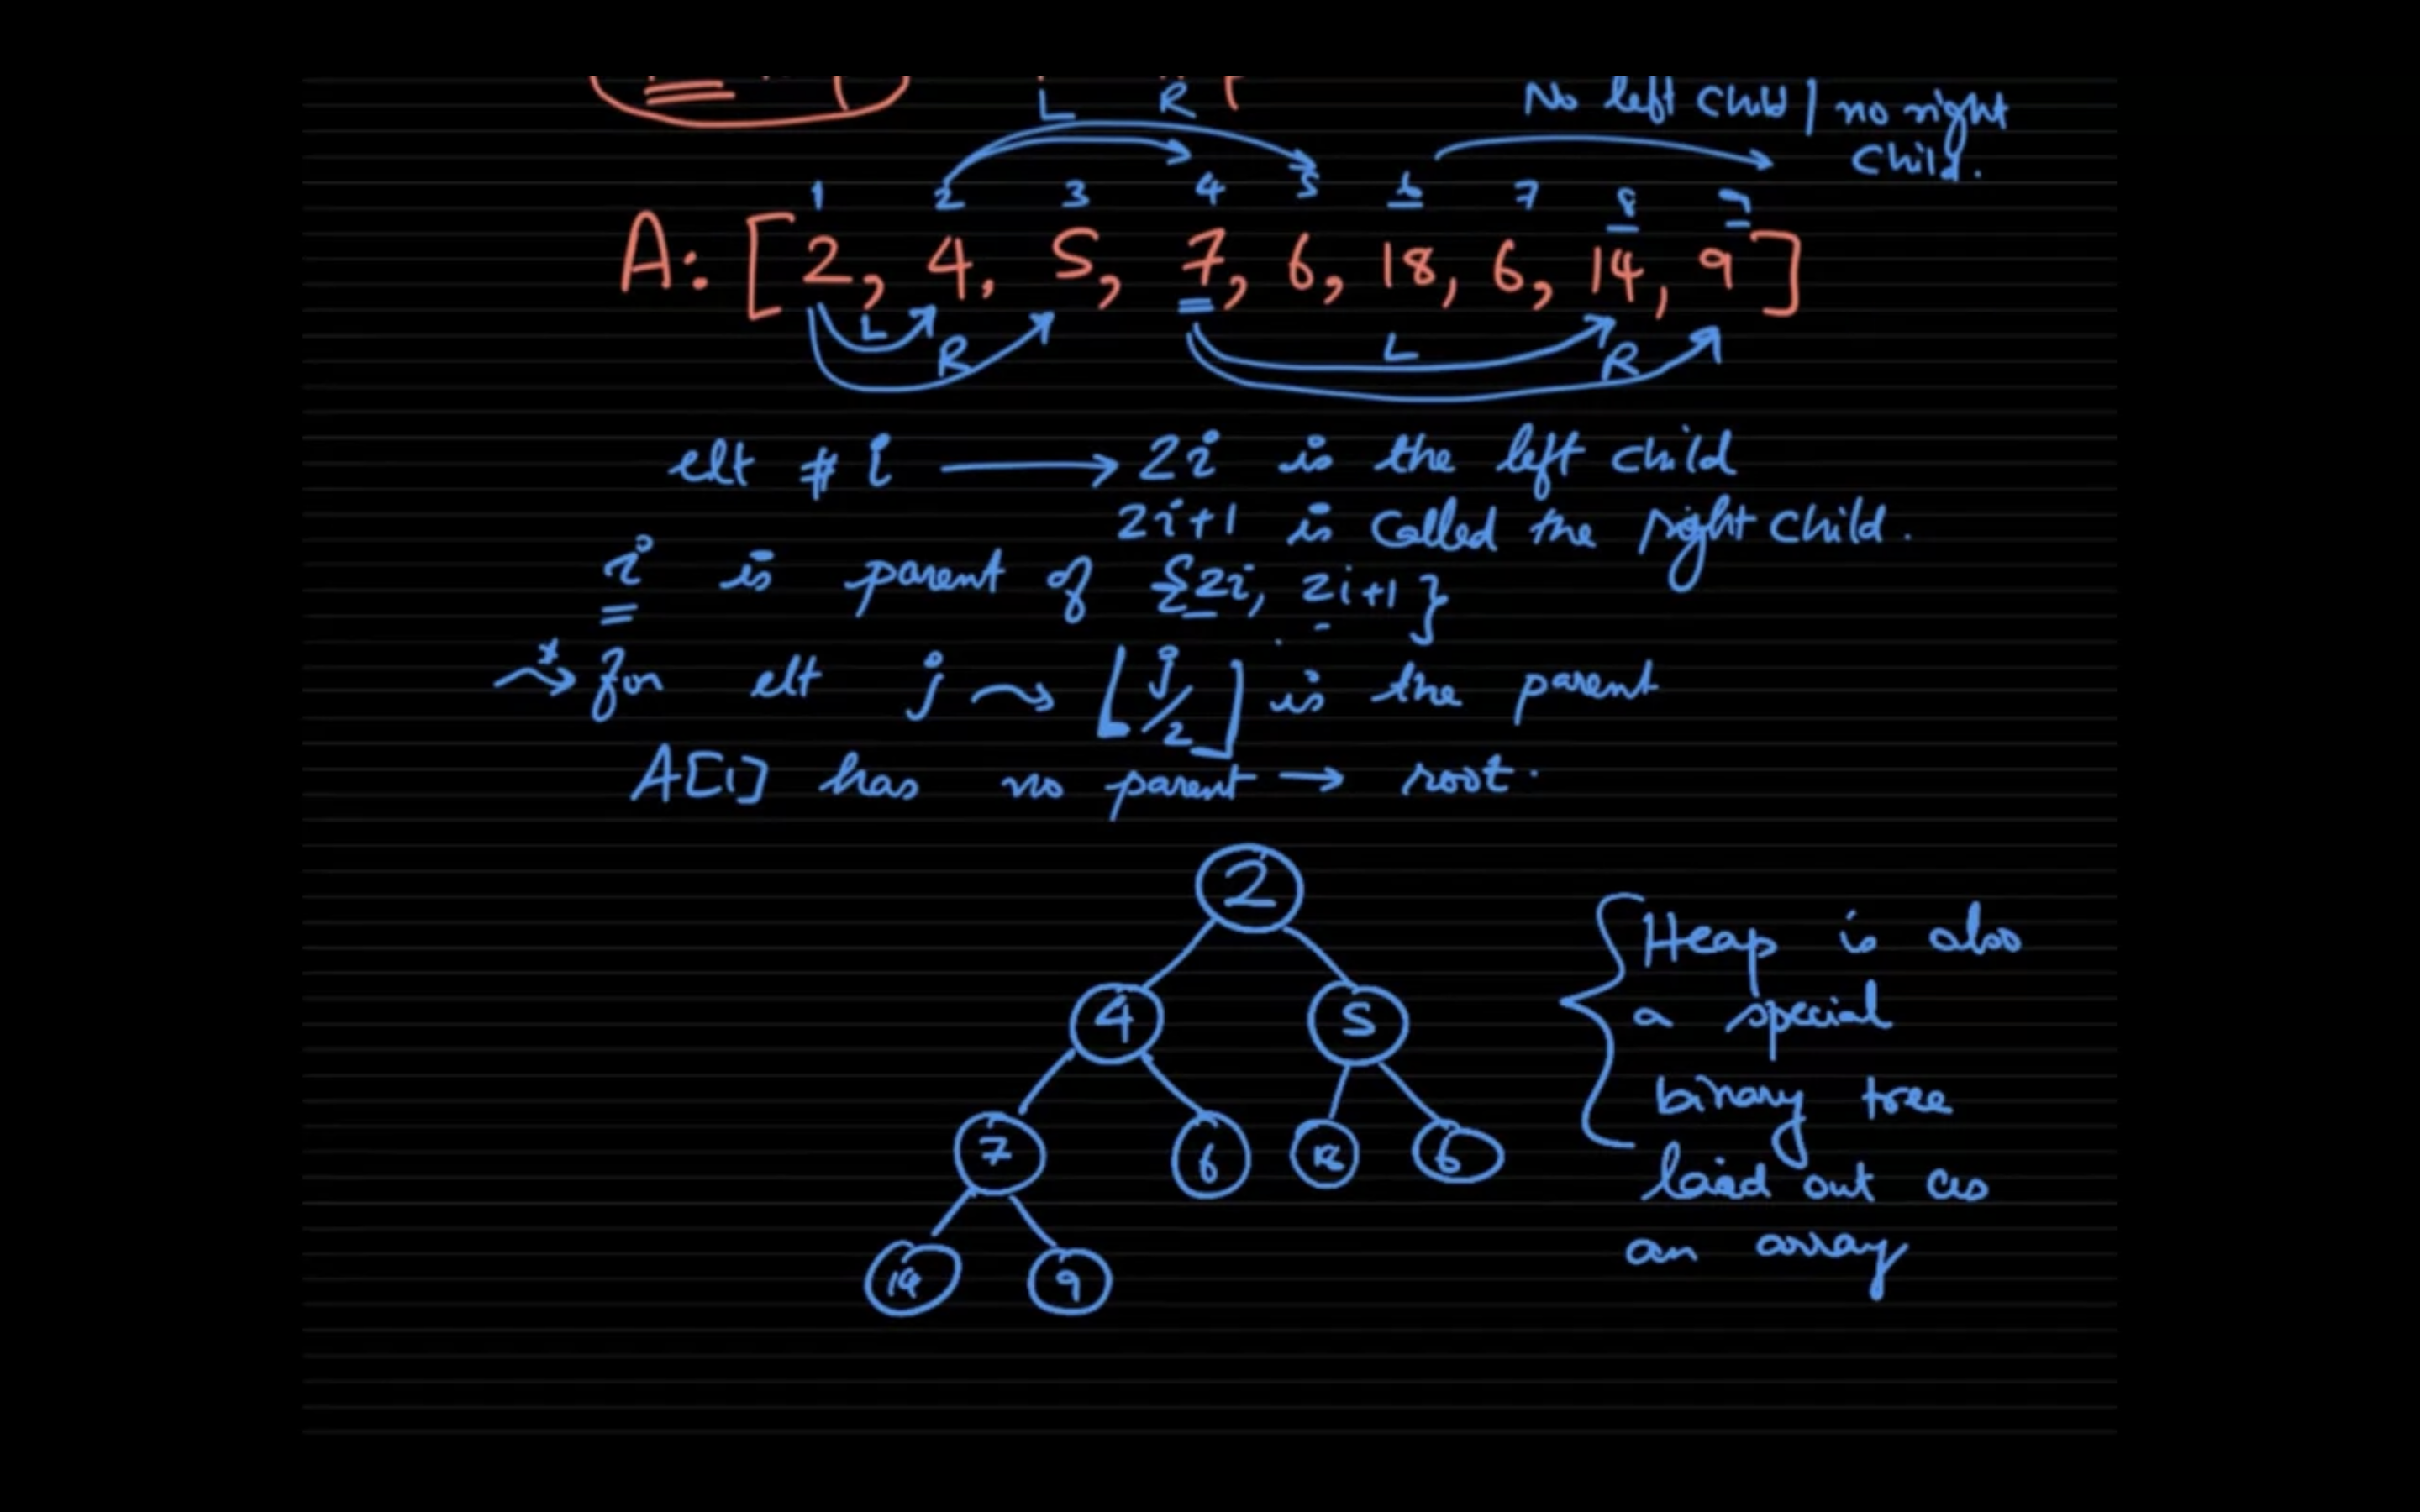 L R
No left child | no right
child.
1 2 3 4 5 6 7 8 9
A: [2, 4, 5, 7, 6, 18, 6, 14, 9]
L R L R
elt # i → 2i is the left child
2i+1 is called the right child.
i is parent of {2i, 2i+1}
* for elt j ⇝ ⌊j/2⌋ is the parent
A[1] has no parent → root.
2
4 5
7 6 18 6
14 9
Heap is also
a special
binary tree
laid out as
an array